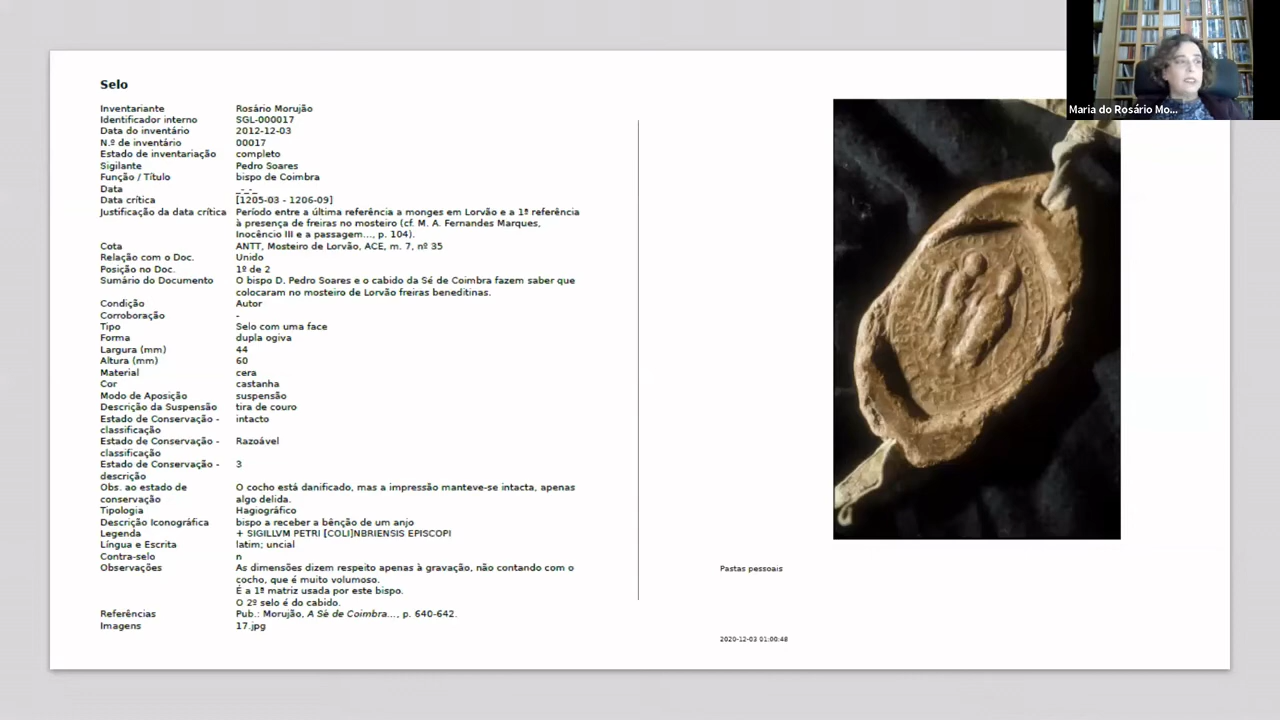 Selo
Inventariante Rosário Morujão
Identificador interno SGL-000017
Data do inventário 2012-12-03
N.º de inventário 00017
Estado de inventariação completo
Sigilante Pedro Soares
Função / Título bispo de Coimbra
Data _-_-_
Data crítica [1205-03 - 1206-09]
Justificação da data crítica Período entre a última referência a monges em Lorvão e a 1ª referência
à presença de freiras no mosteiro (cf. M. A. Fernandes Marques,
Inocêncio III e a passagem..., p. 104).
Cota ANTT, Mosteiro de Lorvão, ACE, m. 7, nº 35
Relação com o Doc. Unido
Posição no Doc. 1º de 2
Sumário do Documento O bispo D. Pedro Soares e o cabido da Sé de Coimbra fazem saber que
colocaram no mosteiro de Lorvão freiras beneditinas.
Condição Autor
Corroboração -
Tipo Selo com uma face
Forma dupla ogiva
Largura (mm) 44
Altura (mm) 60
Material cera
Cor castanha
Modo de Aposição suspensão
Descrição da Suspensão tira de couro
Estado de Conservação - intacto
classificação
Estado de Conservação - Razoável
classificação
Estado de Conservação - 3
descrição
Obs. ao estado de O cocho está danificado, mas a impressão manteve-se intacta, apenas
conservação algo delida.
Tipologia Hagiográfico
Descrição Iconográfica bispo a receber a bênção de um anjo
Legenda + SIGILLVM PETRI [COLI]NBRIENSIS EPISCOPI
Língua e Escrita latim; uncial
Contra-selo n
Observações As dimensões dizem respeito apenas à gravação, não contando com o
cocho, que é muito volumoso.
É a 1ª matriz usada por este bispo.
O 2º selo é do cabido.
Referências Pub.: Morujão, A Sé de Coimbra..., p. 640-642.
Imagens 17.jpg
Maria do Rosário Mo...
Pastas pessoais
2020-12-03 01:00:48